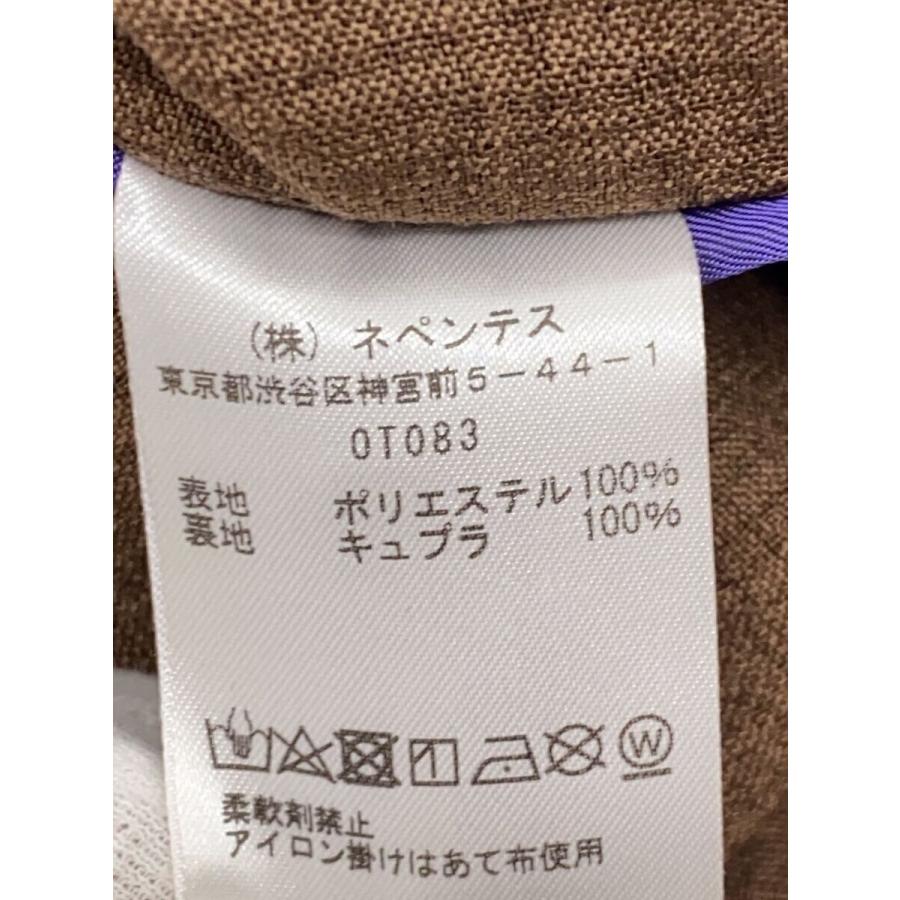 （株）ネペンテス
東京都渋谷区神宮前5-44-1
OT083
表地 ポリエステル100%
裏地 キュプラ 100%
W
柔軟剤禁止
アイロン掛けはあて布使用